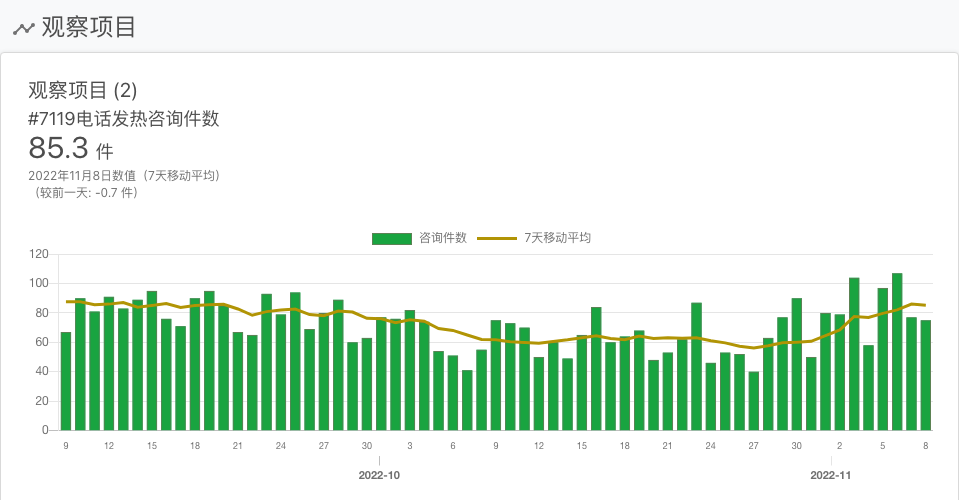 观察项目
观察项目 (2)
#7119电话发热咨询件数
85.3 件
2022年11月8日数值（7天移动平均）
（较前一天: -0.7 件）
咨询件数 7天移动平均
120
100
80
60
40
20
0
9 12 15 18 21 24 27 30 3 6 9 12 15 18 21 24 27 30 2 5 8
2022-10 2022-11